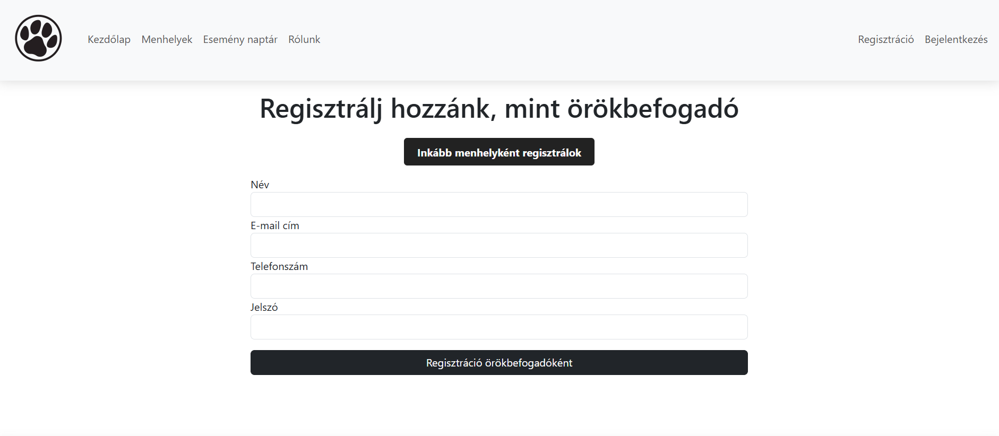 Kezdőlap Menhelyek Esemény naptár Rólunk Regisztráció Bejelentkezés
Regisztrálj hozzánk, mint örökbefogadó
Inkább menhelyként regisztrálok
Név
E-mail cím
Telefonszám
Jelszó
Regisztráció örökbefogadóként